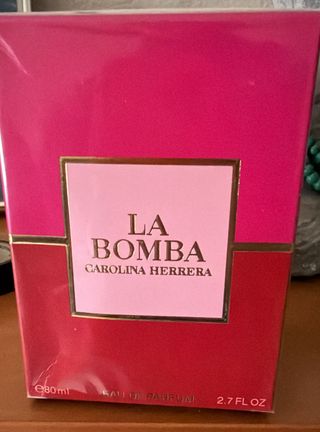 LA
BOMBA
CAROLINA HERRERA
℮80ml EAU DE PARFUM 2.7 FL OZ